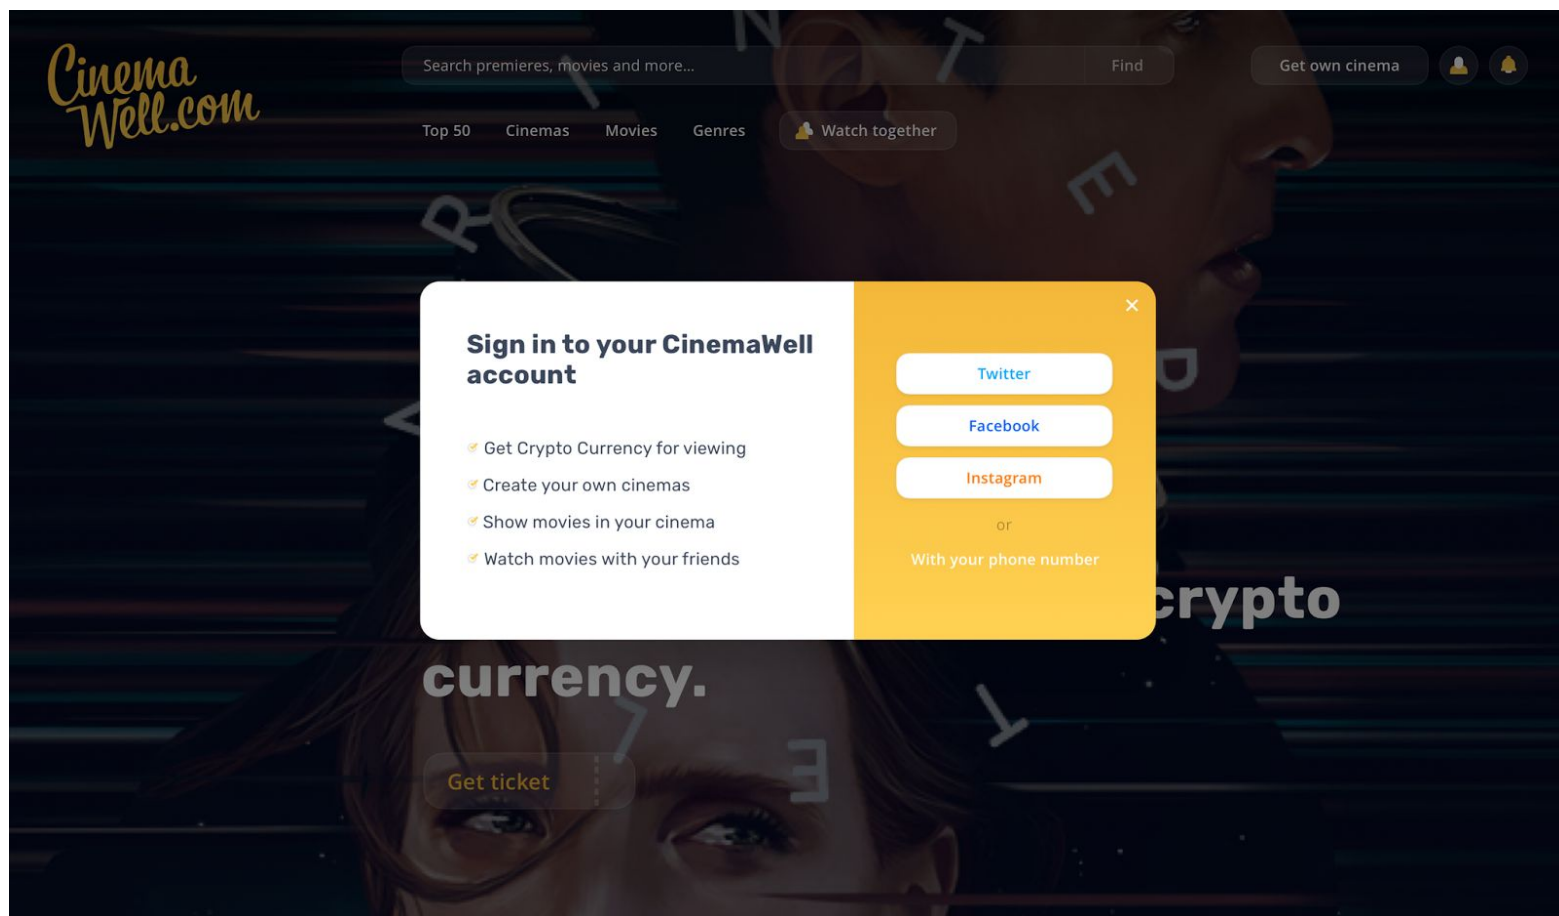 Cinema
Well.com
Search premieres, movies and more...
Find
Get own cinema
Top 50
Cinemas
Movies
Genres
Watch together
Sign in to your CinemaWell
account
Get Crypto Currency for viewing
Create your own cinemas
Show movies in your cinema
Watch movies with your friends
Twitter
Facebook
Instagram
or
With your phone number
crypto
currency.
Get ticket